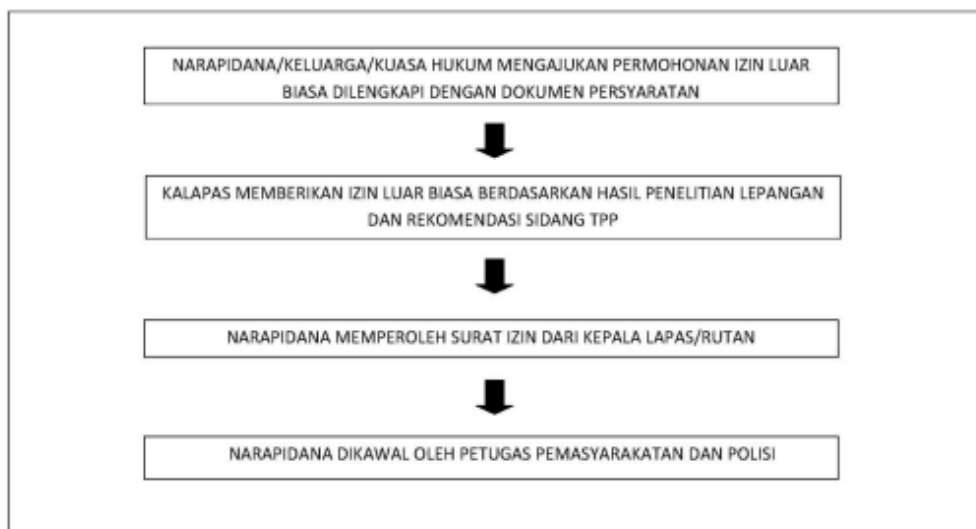 NARAPIDANA/KELUARGA/KUASA HUKUM MENGAJUKAN PERMOHONAN IZIN LUAR
BIASA DILENGKAPI DENGAN DOKUMEN PERSYARATAN
KALAPAS MEMBERIKAN IZIN LUAR BIASA BERDASARKAN HASIL PENELITIAN LEPANGAN
DAN REKOMENDASI SIDANG TPP
NARAPIDANA MEMPEROLEH SURAT IZIN DARI KEPALA LAPAS/RUTAN
NARAPIDANA DIKAWAL OLEH PETUGAS PEMASYARAKATAN DAN POLISI